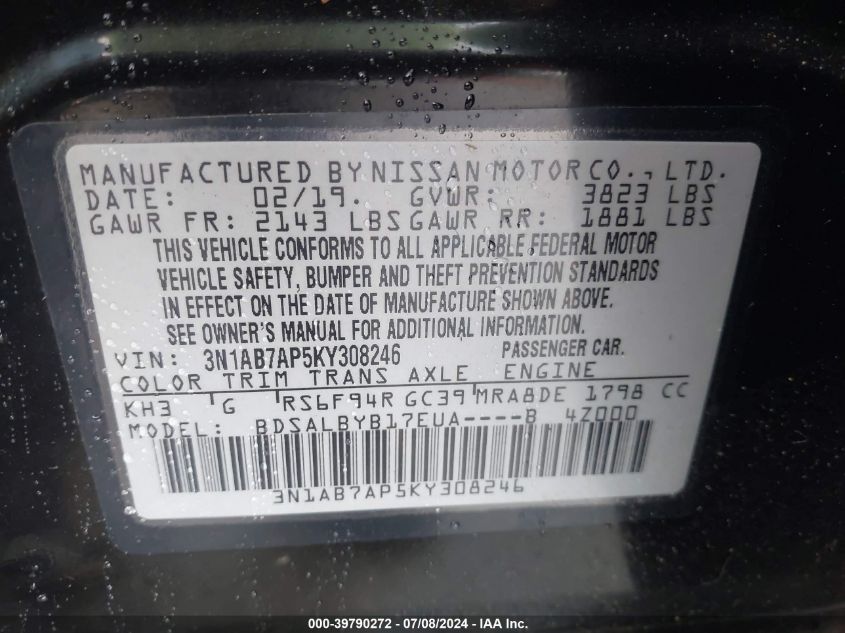 MANUFACTURED BY NISSAN MOTOR CO., LTD.
DATE: 02/19. GVWR: 3823 LBS
GAWR FR: 2143 LBS GAWR RR: 1881 LBS
THIS VEHICLE CONFORMS TO ALL APPLICABLE FEDERAL MOTOR
VEHICLE SAFETY, BUMPER AND THEFT PREVENTION STANDARDS
IN EFFECT ON THE DATE OF MANUFACTURE SHOWN ABOVE.
SEE OWNER'S MANUAL FOR ADDITIONAL INFORMATION.
VIN: 3N1AB7AP5KY308246 PASSENGER CAR.
COLOR TRIM TRANS AXLE ENGINE
KH3 G RS6F94R GC39 MRA8DE 1798 CC
MODEL: BDSALBYB17EUA----B 4Z000
3N1AB7AP5KY308246
000-39790272 - 07/08/2024 - IAA Inc.